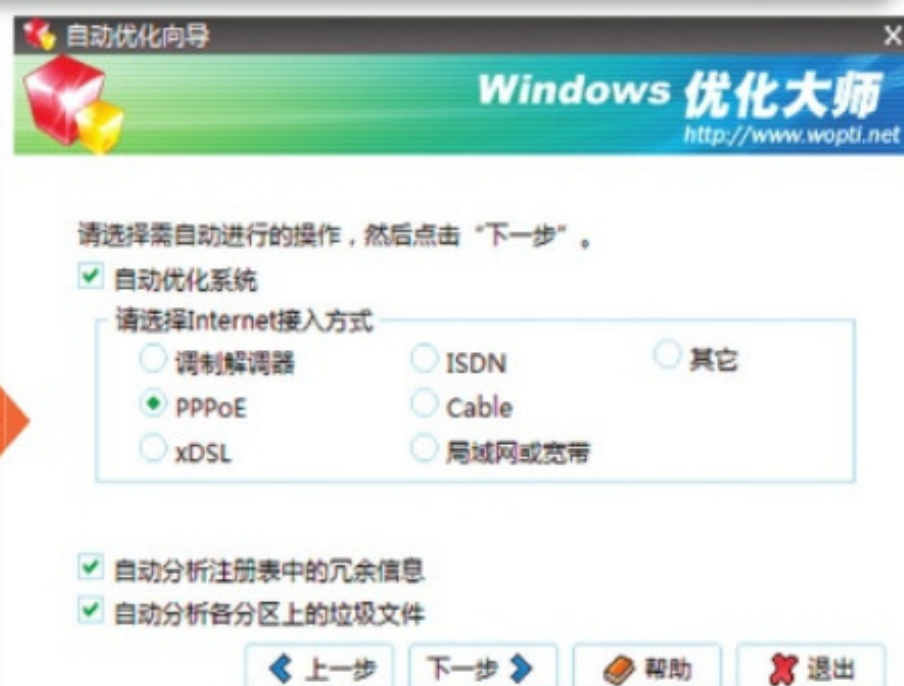 自动优化向导 X
Windows 优化大师
http://www.wopti.net
请选择需自动进行的操作，然后点击“下一步”。
自动优化系统
请选择Internet接入方式
调制解调器 ISDN 其它
PPPoE Cable
xDSL 局域网或宽带
自动分析注册表中的冗余信息
自动分析各分区上的垃圾文件
上一步 下一步 帮助 退出